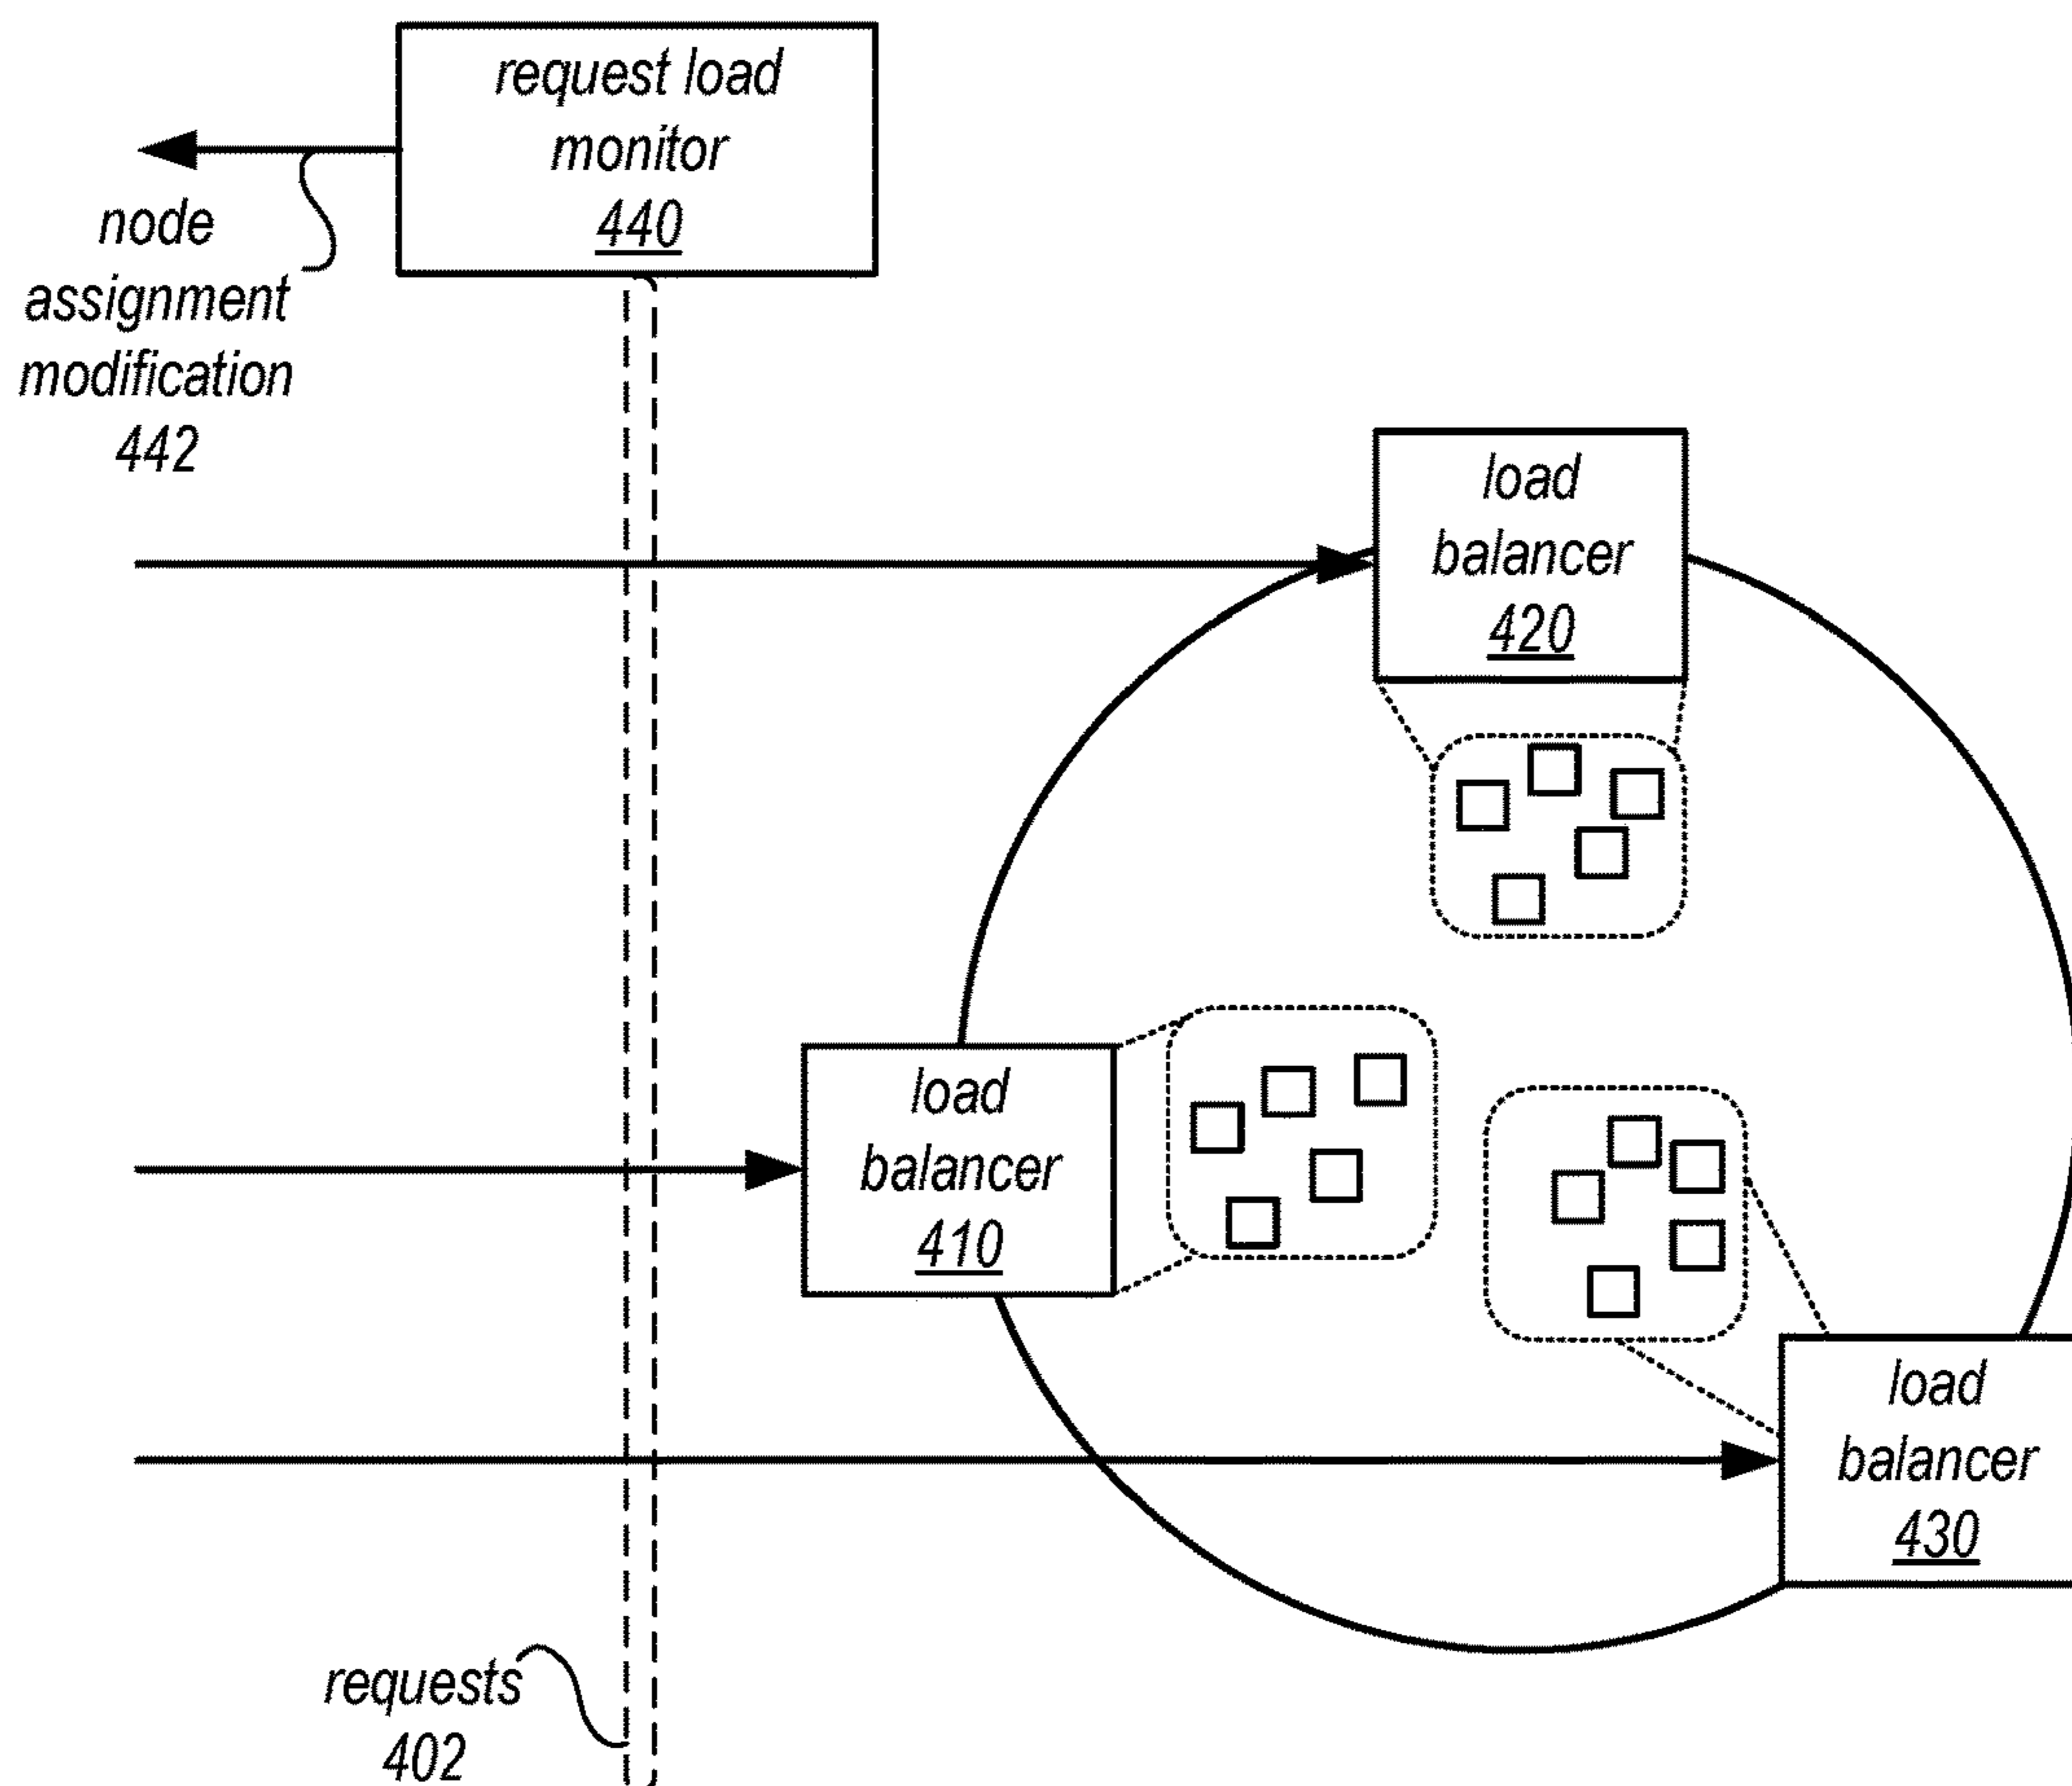 request load
monitor
440
node
assignment
modification
442
load
balancer
420
load
balancer
410
load
balancer
430
requests
402